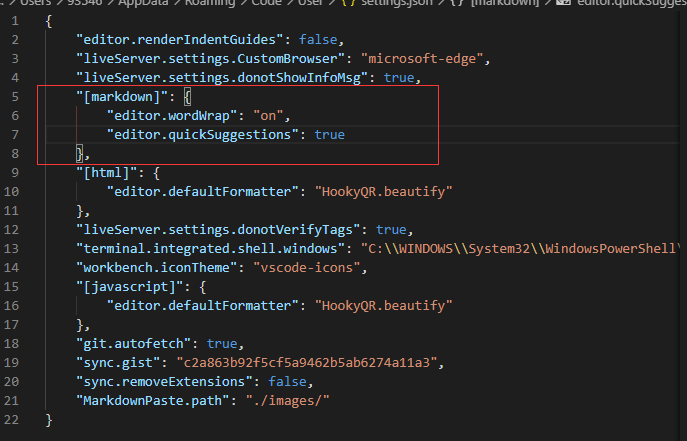 Users > 93546 > AppData > Roaming > Code > User > {} settings.json > {} [markdown] > editor.quickSugges
1 {
2 "editor.renderIndentGuides": false,
3 "liveServer.settings.CustomBrowser": "microsoft-edge",
4 "liveServer.settings.donotShowInfoMsg": true,
5 "[markdown]": {
6 "editor.wordWrap": "on",
7 "editor.quickSuggestions": true
8 },
9 "[html]": {
10 "editor.defaultFormatter": "HookyQR.beautify"
11 },
12 "liveServer.settings.donotVerifyTags": true,
13 "terminal.integrated.shell.windows": "C:\\WINDOWS\\System32\\WindowsPowerShell\
14 "workbench.iconTheme": "vscode-icons",
15 "[javascript]": {
16 "editor.defaultFormatter": "HookyQR.beautify"
17 },
18 "git.autofetch": true,
19 "sync.gist": "c2a863b92f5cf5a9462b5ab6274a11a3",
20 "sync.removeExtensions": false,
21 "MarkdownPaste.path": "./images/"
22 }